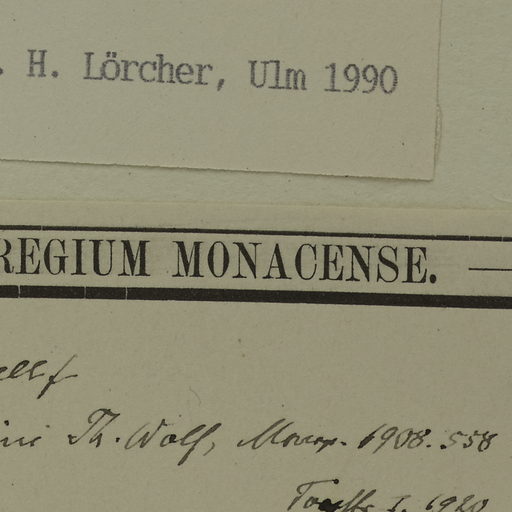 . H. Lörcher, Ulm 1990
REGIUM MONACENSE.
Th. Wolf, Monogr. 1908. 558